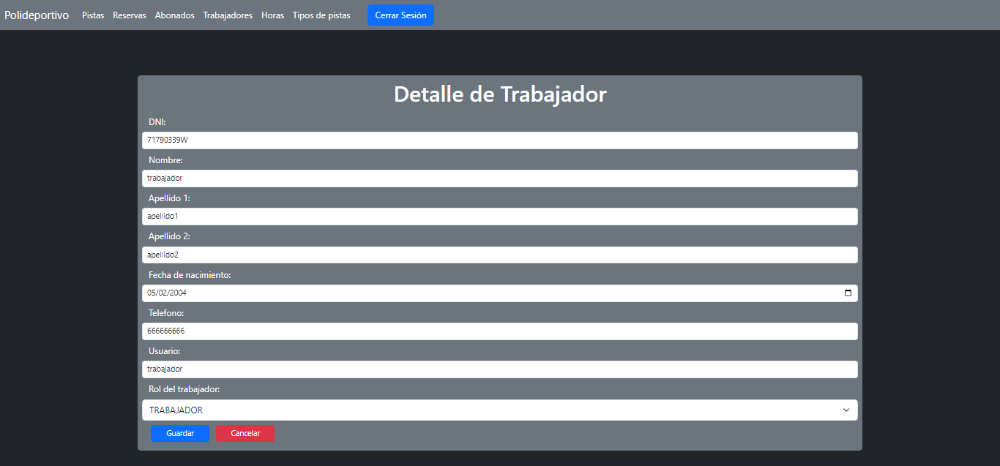 Polideportivo Pistas Reservas Abonados Trabajadores Horas Tipos de pistas Cerrar Sesión
Detalle de Trabajador
DNI:
71790339W
Nombre:
trabajador
Apellido 1:
apellido1
Apellido 2:
apellido2
Fecha de nacimiento:
05/02/2004
Telefono:
666666666
Usuario:
trabajador
Rol del trabajador:
TRABAJADOR
Guardar Cancelar